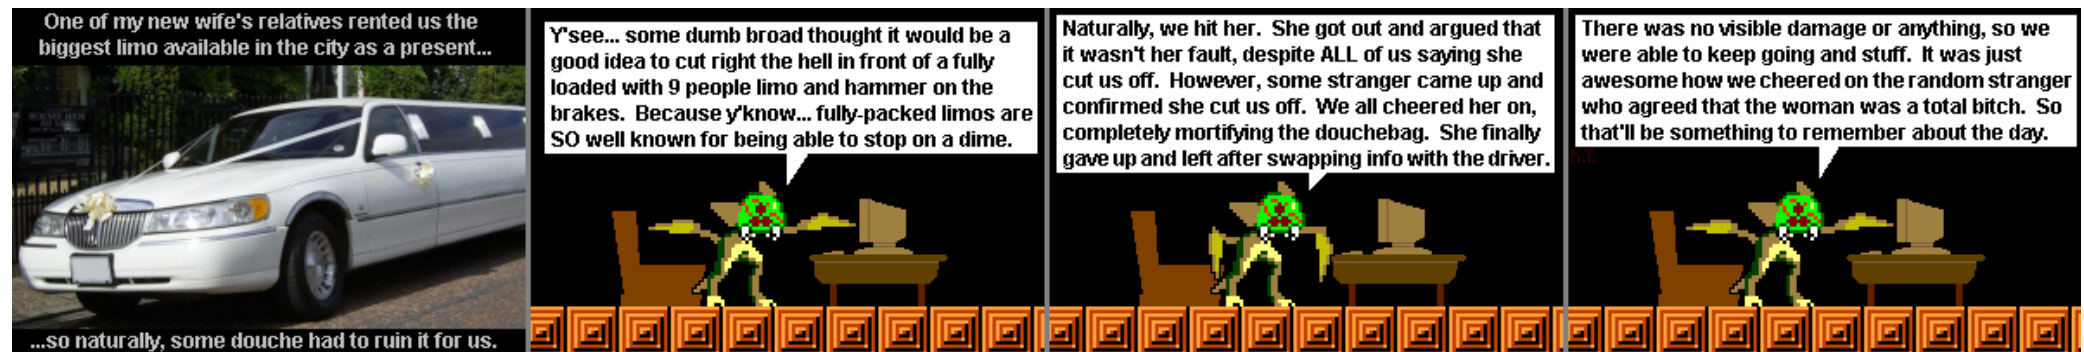 One of my new wife's relatives rented us the
biggest limo available in the city as a present...
...so naturally, some douche had to ruin it for us.
Y'see... some dumb broad thought it would be a
good idea to cut right the hell in front of a fully
loaded with 9 people limo and hammer on the
brakes. Because y'know... fully-packed limos are
SO well known for being able to stop on a dime.
Naturally, we hit her. She got out and argued that
it wasn't her fault, despite ALL of us saying she
cut us off. However, some stranger came up and
confirmed she cut us off. We all cheered her on,
completely mortifying the douchebag. She finally
gave up and left after swapping info with the driver.
There was no visible damage or anything, so we
were able to keep going and stuff. It was just
awesome how we cheered on the random stranger
who agreed that the woman was a total bitch. So
that'll be something to remember about the day.